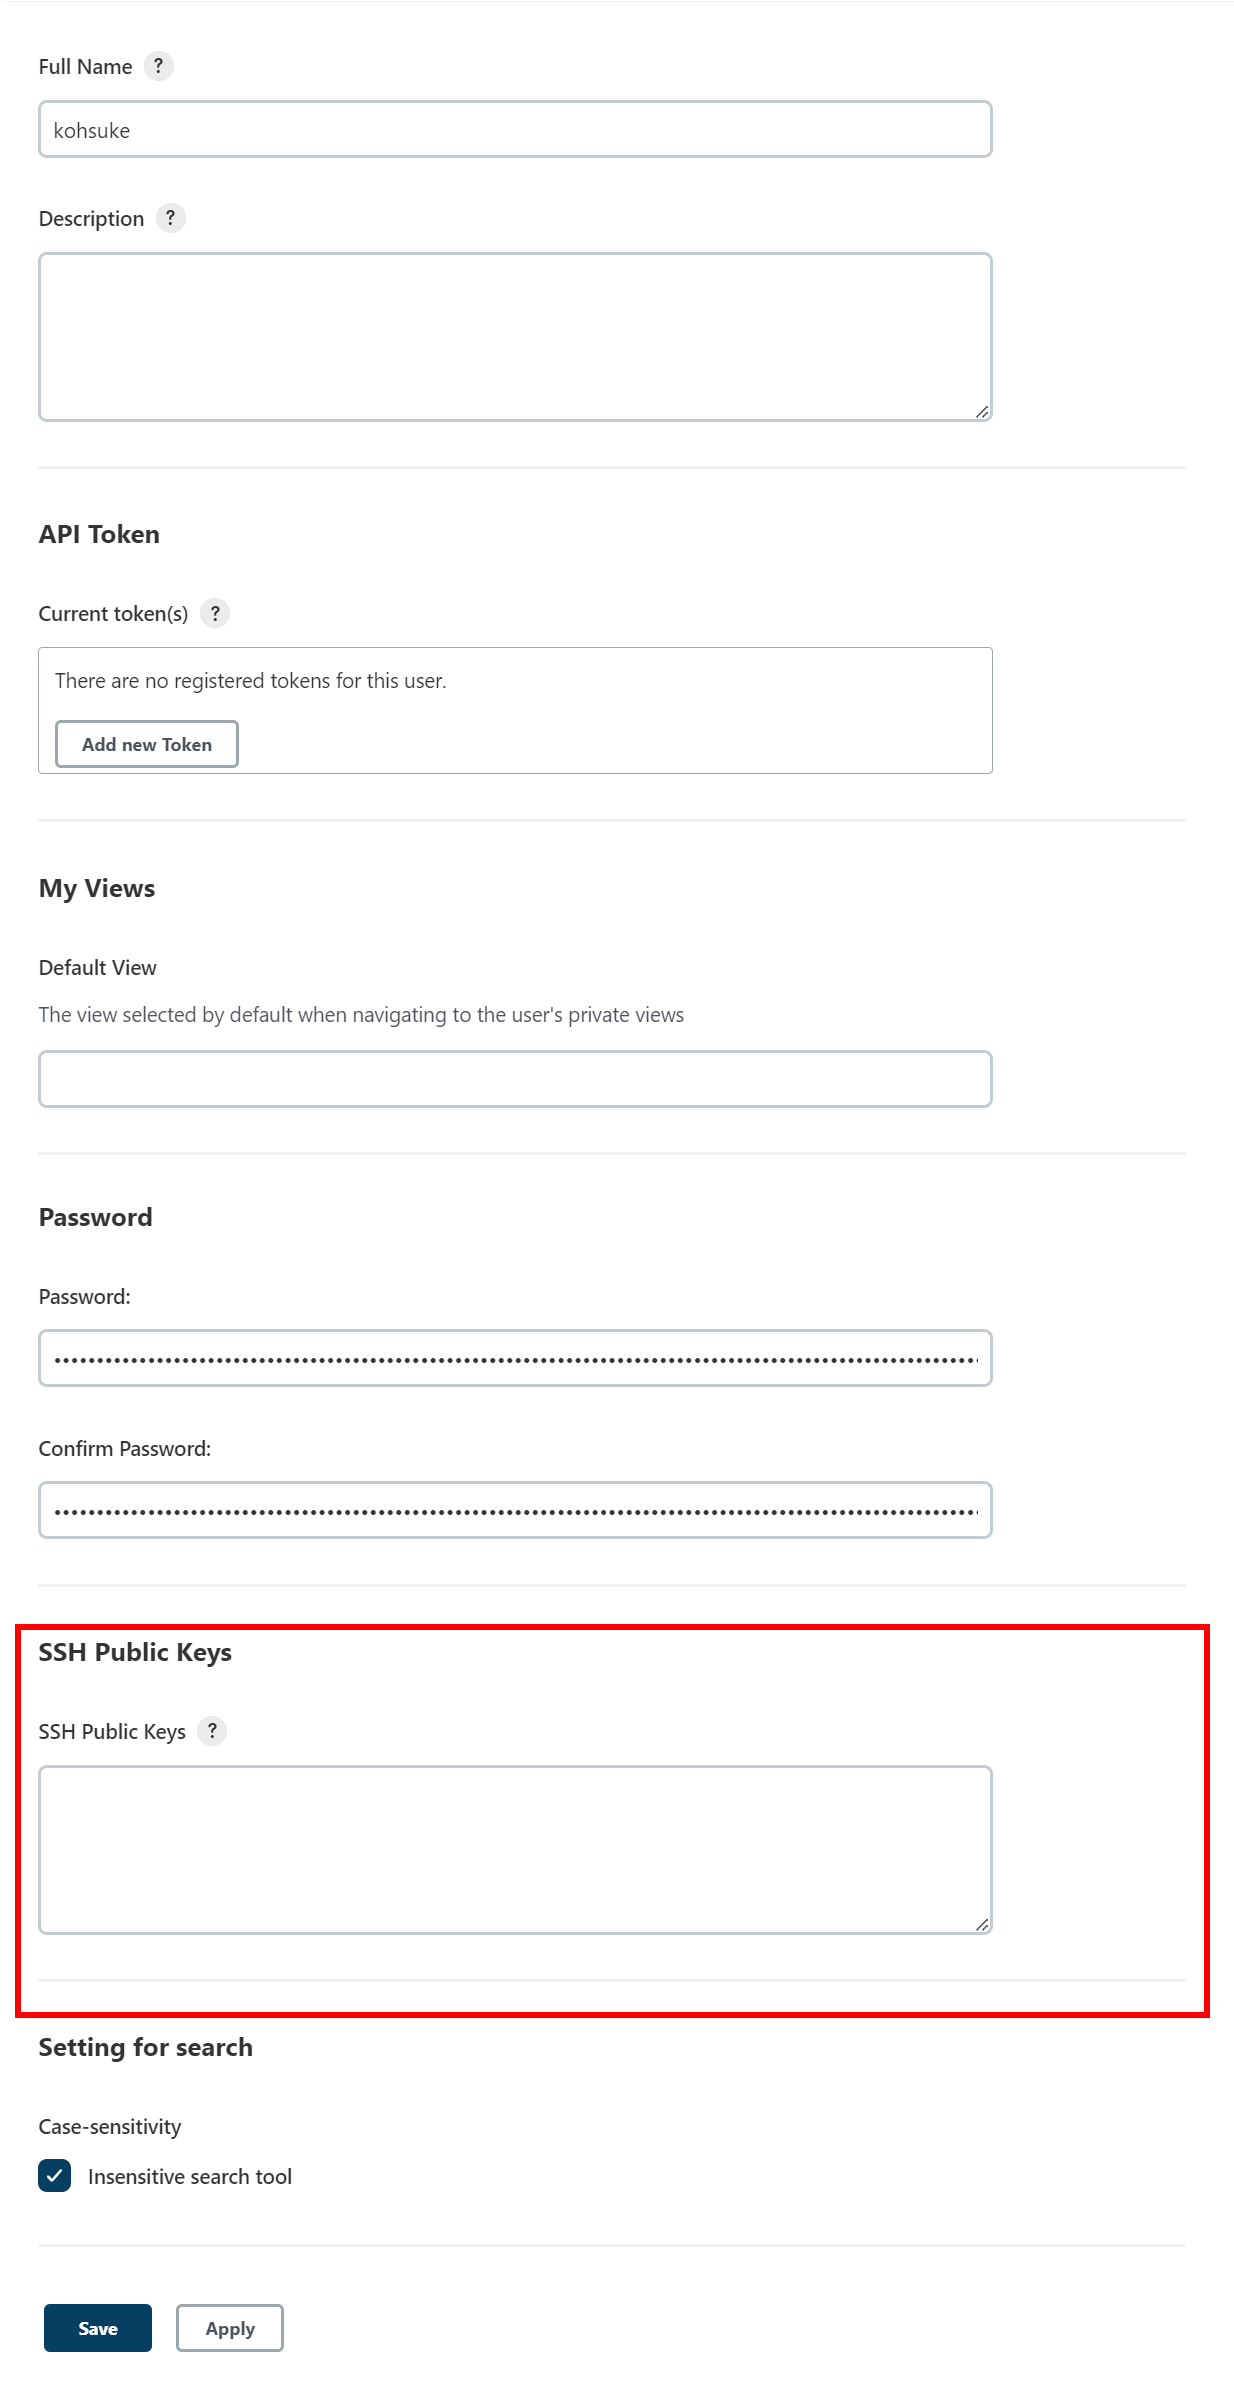 Full Name ?
kohsuke
Description ?
API Token
Current token(s) ?
There are no registered tokens for this user.
Add new Token
My Views
Default View
The view selected by default when navigating to the user's private views
Password
Password:
Confirm Password:
SSH Public Keys
SSH Public Keys ?
Setting for search
Case-sensitivity
Insensitive search tool
Save Apply